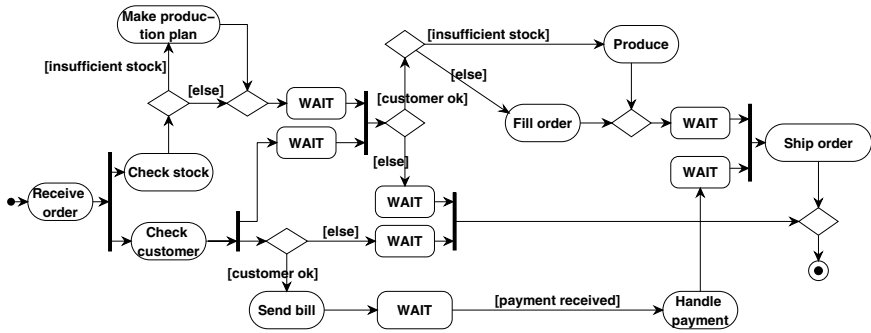 Make produc-
tion plan
[insufficient stock]
Produce
[insufficient stock]
[else]
[else]
WAIT
[customer ok]
Fill order
WAIT
WAIT
Ship order
[else]
WAIT
Check stock
Receive
order
WAIT
Check
customer
[else]
WAIT
[customer ok]
Send bill
WAIT
[payment received]
Handle
payment